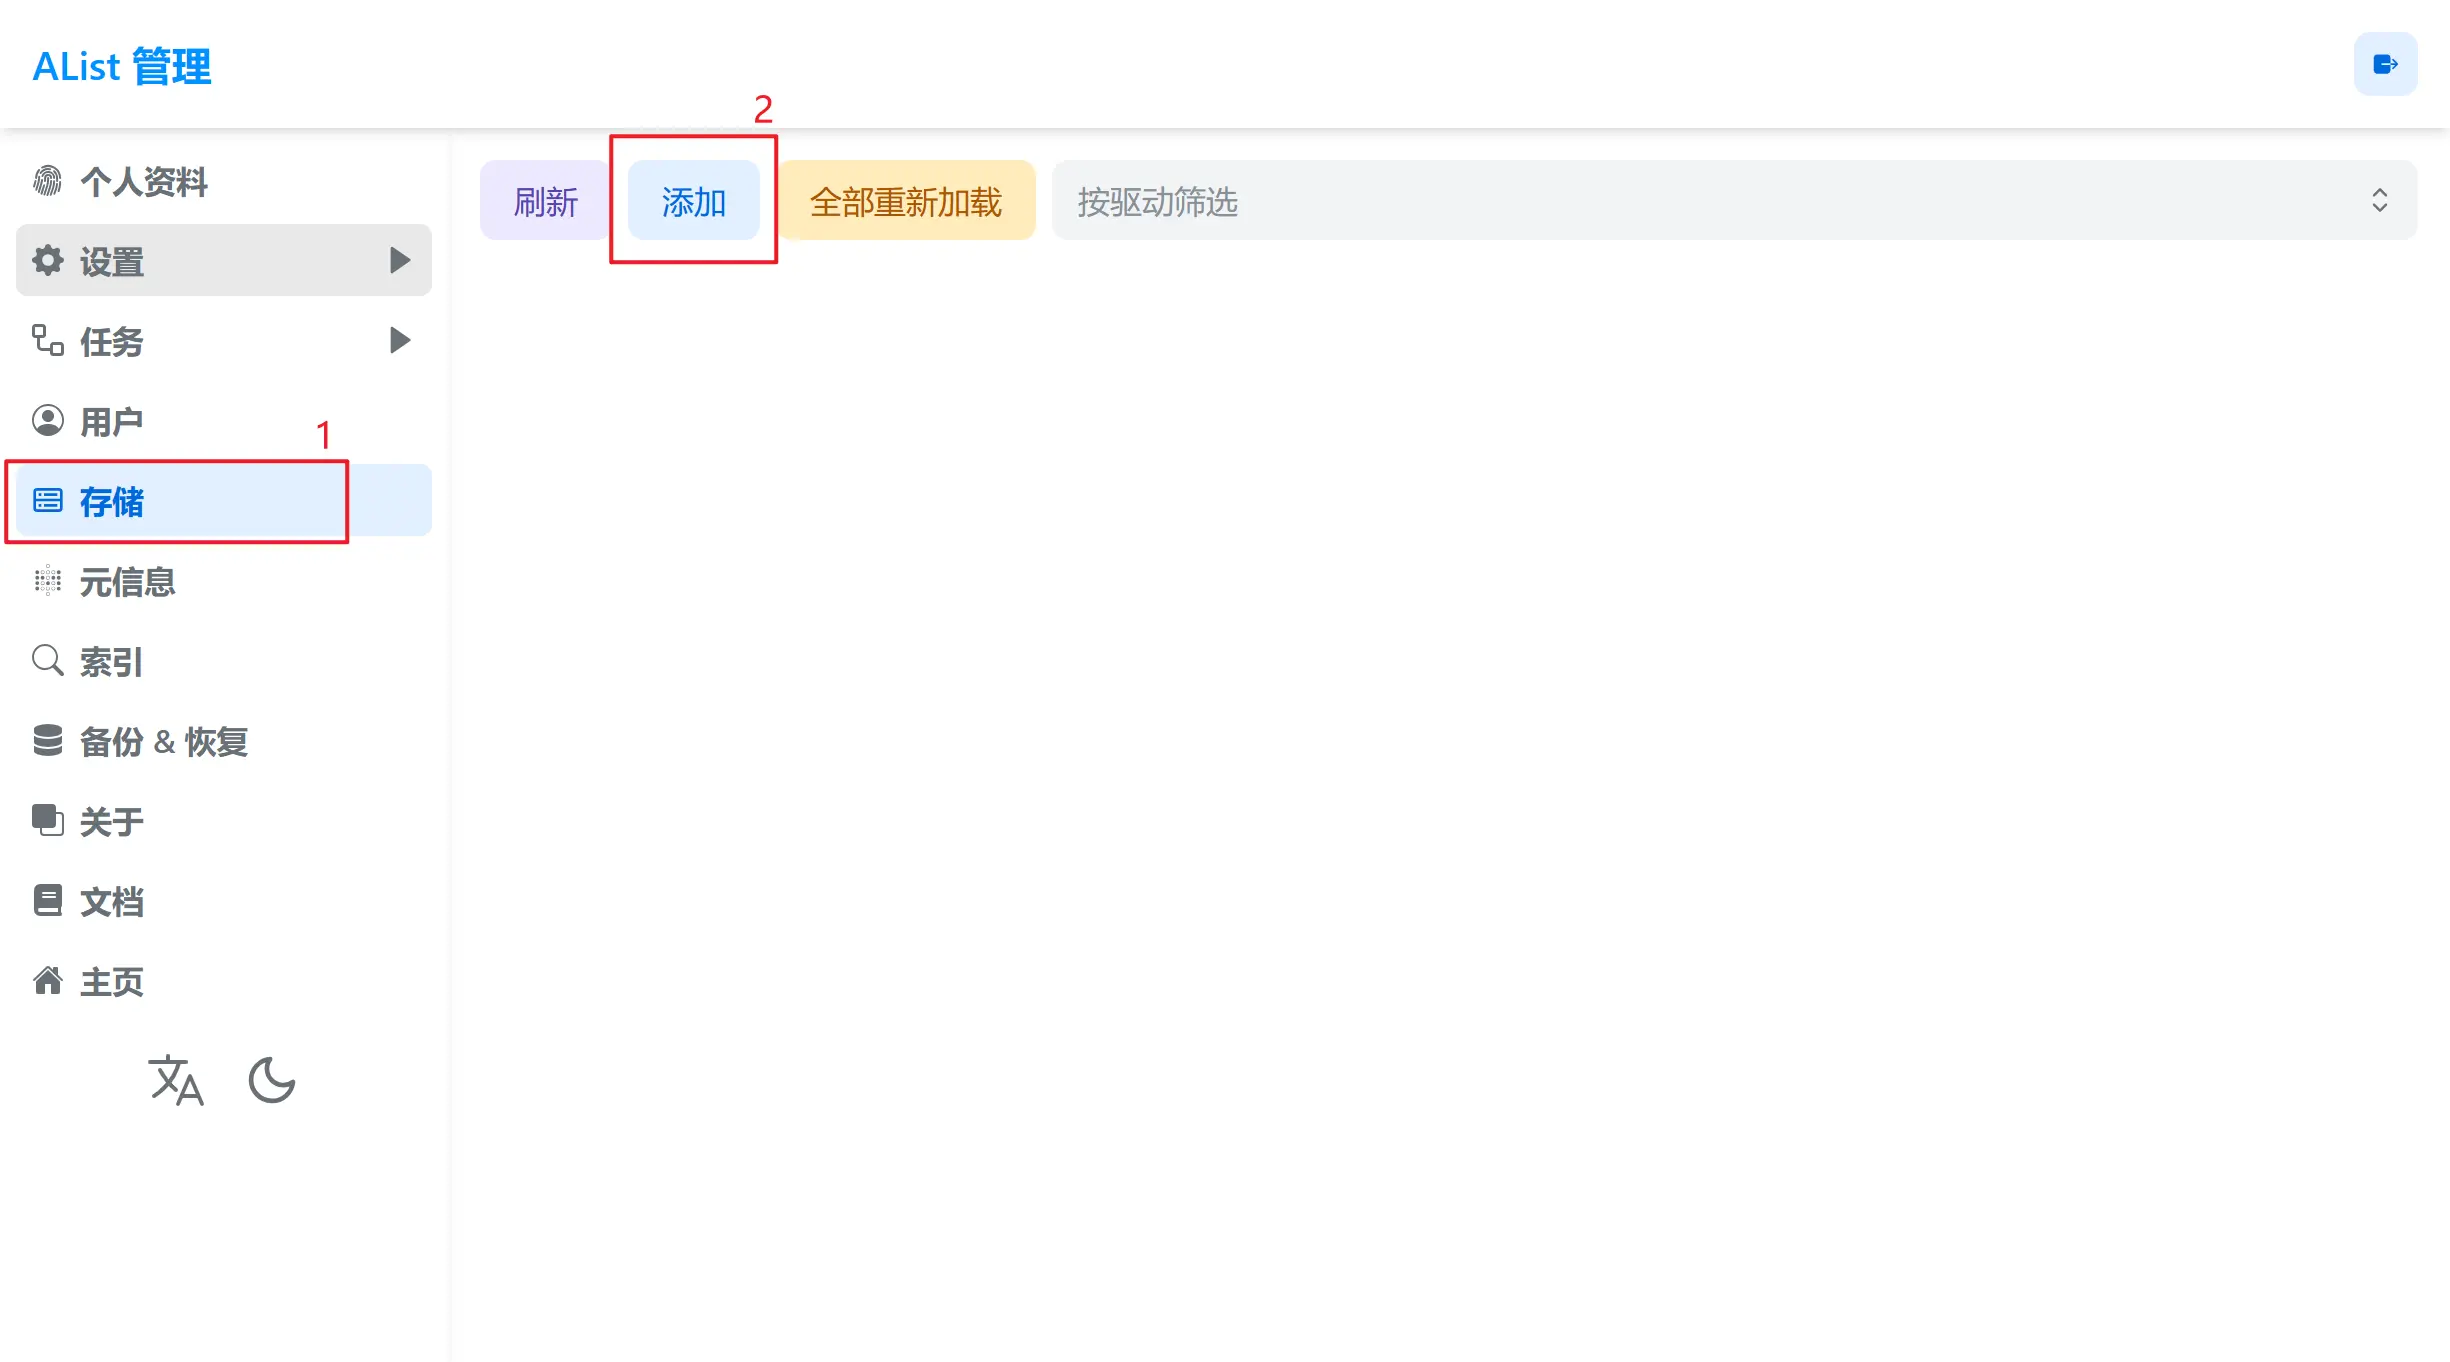 AList 管理
2
刷新 添加 全部重新加载 按驱动筛选
个人资料
设置
任务
用户
1
存储
元信息
索引
备份 & 恢复
关于
文档
主页